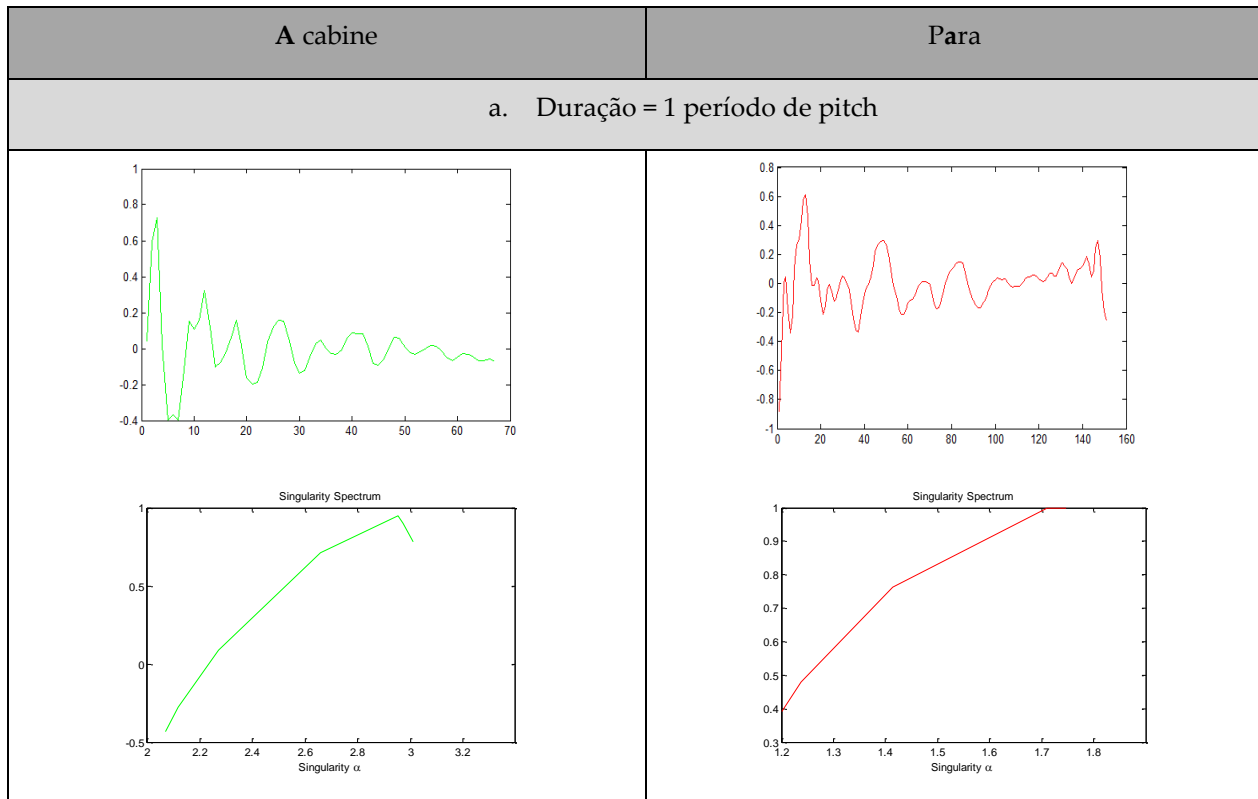 A cabine
Para
a. Duração = 1 período de pitch
1
0.8
0.6
0.4
0.2
0
-0.2
-0.4
0 10 20 30 40 50 60 70
0.8
0.6
0.4
0.2
0
-0.2
-0.4
-0.6
-0.8
-1
0 20 40 60 80 100 120 140 160
Singularity Spectrum
1
0.5
0
-0.5
2 2.2 2.4 2.6 2.8 3 3.2
Singularity α
Singularity Spectrum
1
0.9
0.8
0.7
0.6
0.5
0.4
0.3
1.2 1.3 1.4 1.5 1.6 1.7 1.8
Singularity α